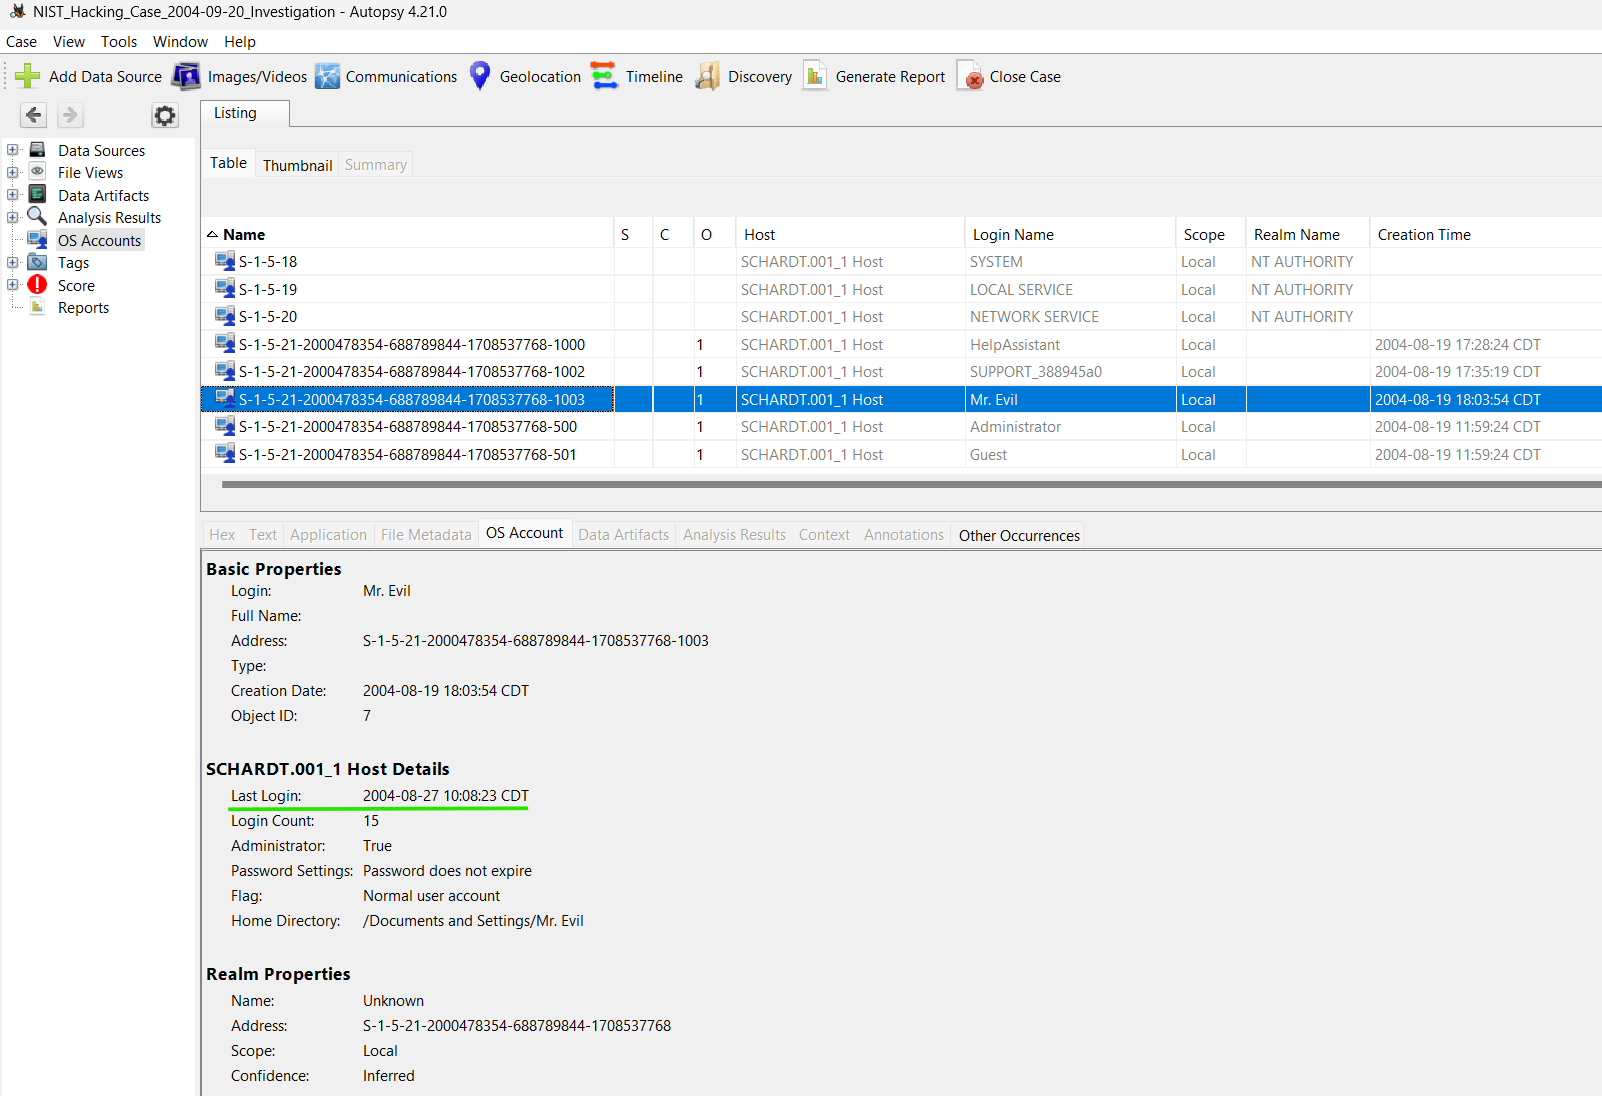 NIST_Hacking_Case_2004-09-20_Investigation - Autopsy 4.21.0
Case View Tools Window Help
Add Data Source Images/Videos Communications Geolocation Timeline Discovery Generate Report Close Case
Listing
Data Sources
File Views
Data Artifacts
Analysis Results
OS Accounts
Tags
Score
Reports
Table Thumbnail Summary
Name S C O Host Login Name Scope Realm Name Creation Time
S-1-5-18 SCHARDT.001_1 Host SYSTEM Local NT AUTHORITY
S-1-5-19 SCHARDT.001_1 Host LOCAL SERVICE Local NT AUTHORITY
S-1-5-20 SCHARDT.001_1 Host NETWORK SERVICE Local NT AUTHORITY
S-1-5-21-2000478354-688789844-1708537768-1000 1 SCHARDT.001_1 Host HelpAssistant Local 2004-08-19 17:28:24 CDT
S-1-5-21-2000478354-688789844-1708537768-1002 1 SCHARDT.001_1 Host SUPPORT_388945a0 Local 2004-08-19 17:35:19 CDT
S-1-5-21-2000478354-688789844-1708537768-1003 1 SCHARDT.001_1 Host Mr. Evil Local 2004-08-19 18:03:54 CDT
S-1-5-21-2000478354-688789844-1708537768-500 1 SCHARDT.001_1 Host Administrator Local 2004-08-19 11:59:24 CDT
S-1-5-21-2000478354-688789844-1708537768-501 1 SCHARDT.001_1 Host Guest Local 2004-08-19 11:59:24 CDT
Hex Text Application File Metadata OS Account Data Artifacts Analysis Results Context Annotations Other Occurrences
Basic Properties
Login: Mr. Evil
Full Name:
Address: S-1-5-21-2000478354-688789844-1708537768-1003
Type:
Creation Date: 2004-08-19 18:03:54 CDT
Object ID: 7
SCHARDT.001_1 Host Details
Last Login: 2004-08-27 10:08:23 CDT
Login Count: 15
Administrator: True
Password Settings: Password does not expire
Flag: Normal user account
Home Directory: /Documents and Settings/Mr. Evil
Realm Properties
Name: Unknown
Address: S-1-5-21-2000478354-688789844-1708537768
Scope: Local
Confidence: Inferred